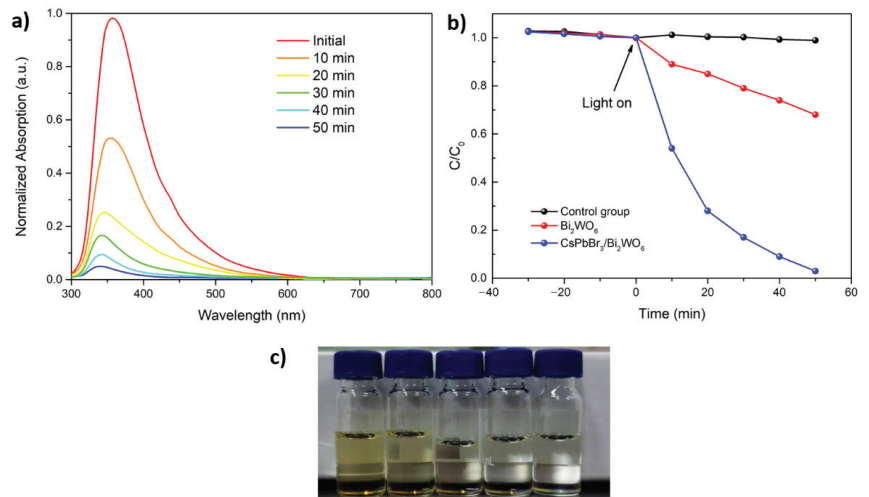 a)
Normalized Absorption (a.u.)
1.0
0.8
0.6
0.4
0.2
0.0
300
400
500
600
700
800
Wavelength (nm)
Initial
10 min
20 min
30 min
40 min
50 min
b)
C/C₀
1.0
0.8
0.6
0.4
0.2
0.0
−40
−20
0
20
40
60
Time (min)
Light on
Control group
Bi₂WO₆
CsPbBr₃/Bi₂WO₆
c)